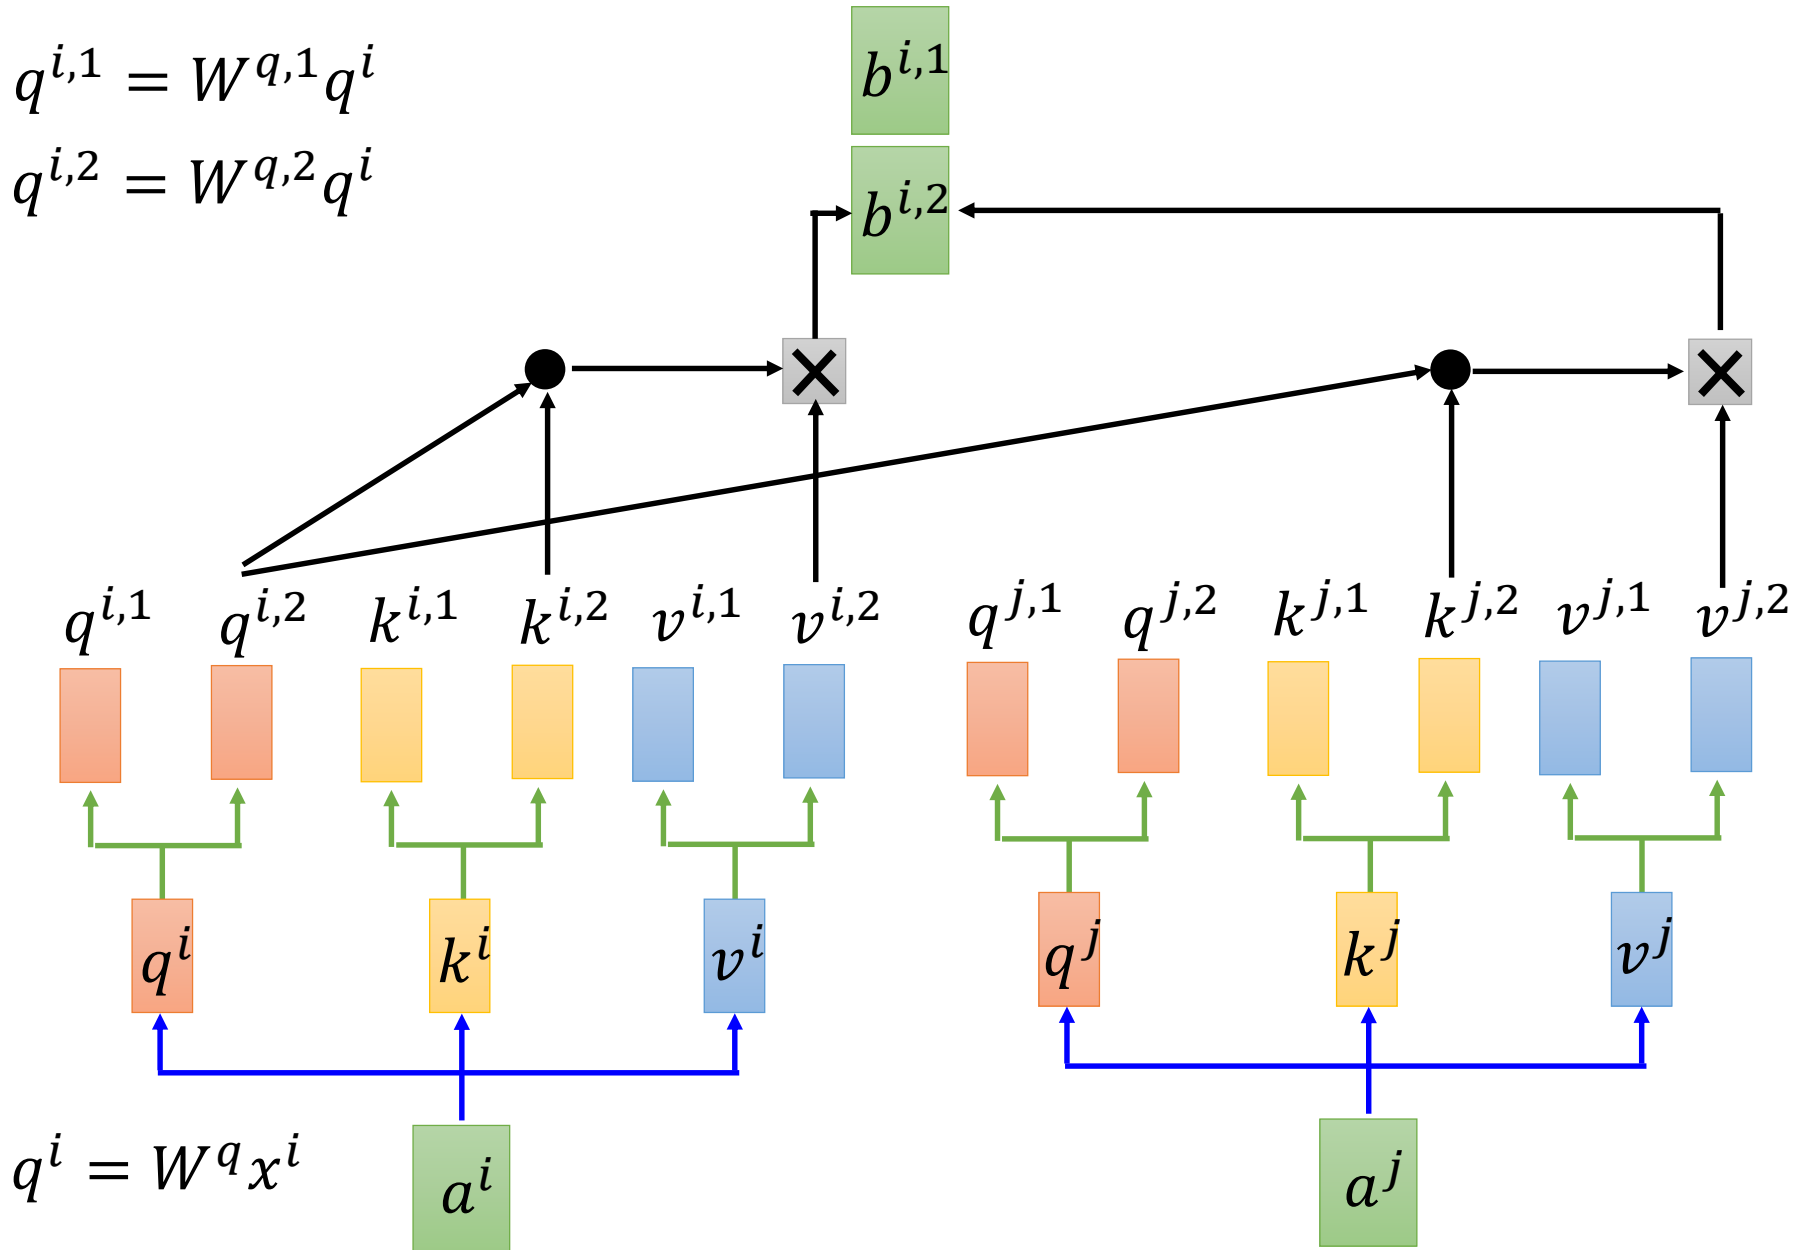 q^{i,1} = W^{q,1}q^i
q^{i,2} = W^{q,2}q^i
b^{i,1}
b^{i,2}
q^{i,1} q^{i,2} k^{i,1} k^{i,2} v^{i,1} v^{i,2} q^{j,1} q^{j,2} k^{j,1} k^{j,2} v^{j,1} v^{j,2}
q^i k^i v^i q^j k^j v^j
q^i = W^q x^i
a^i a^j